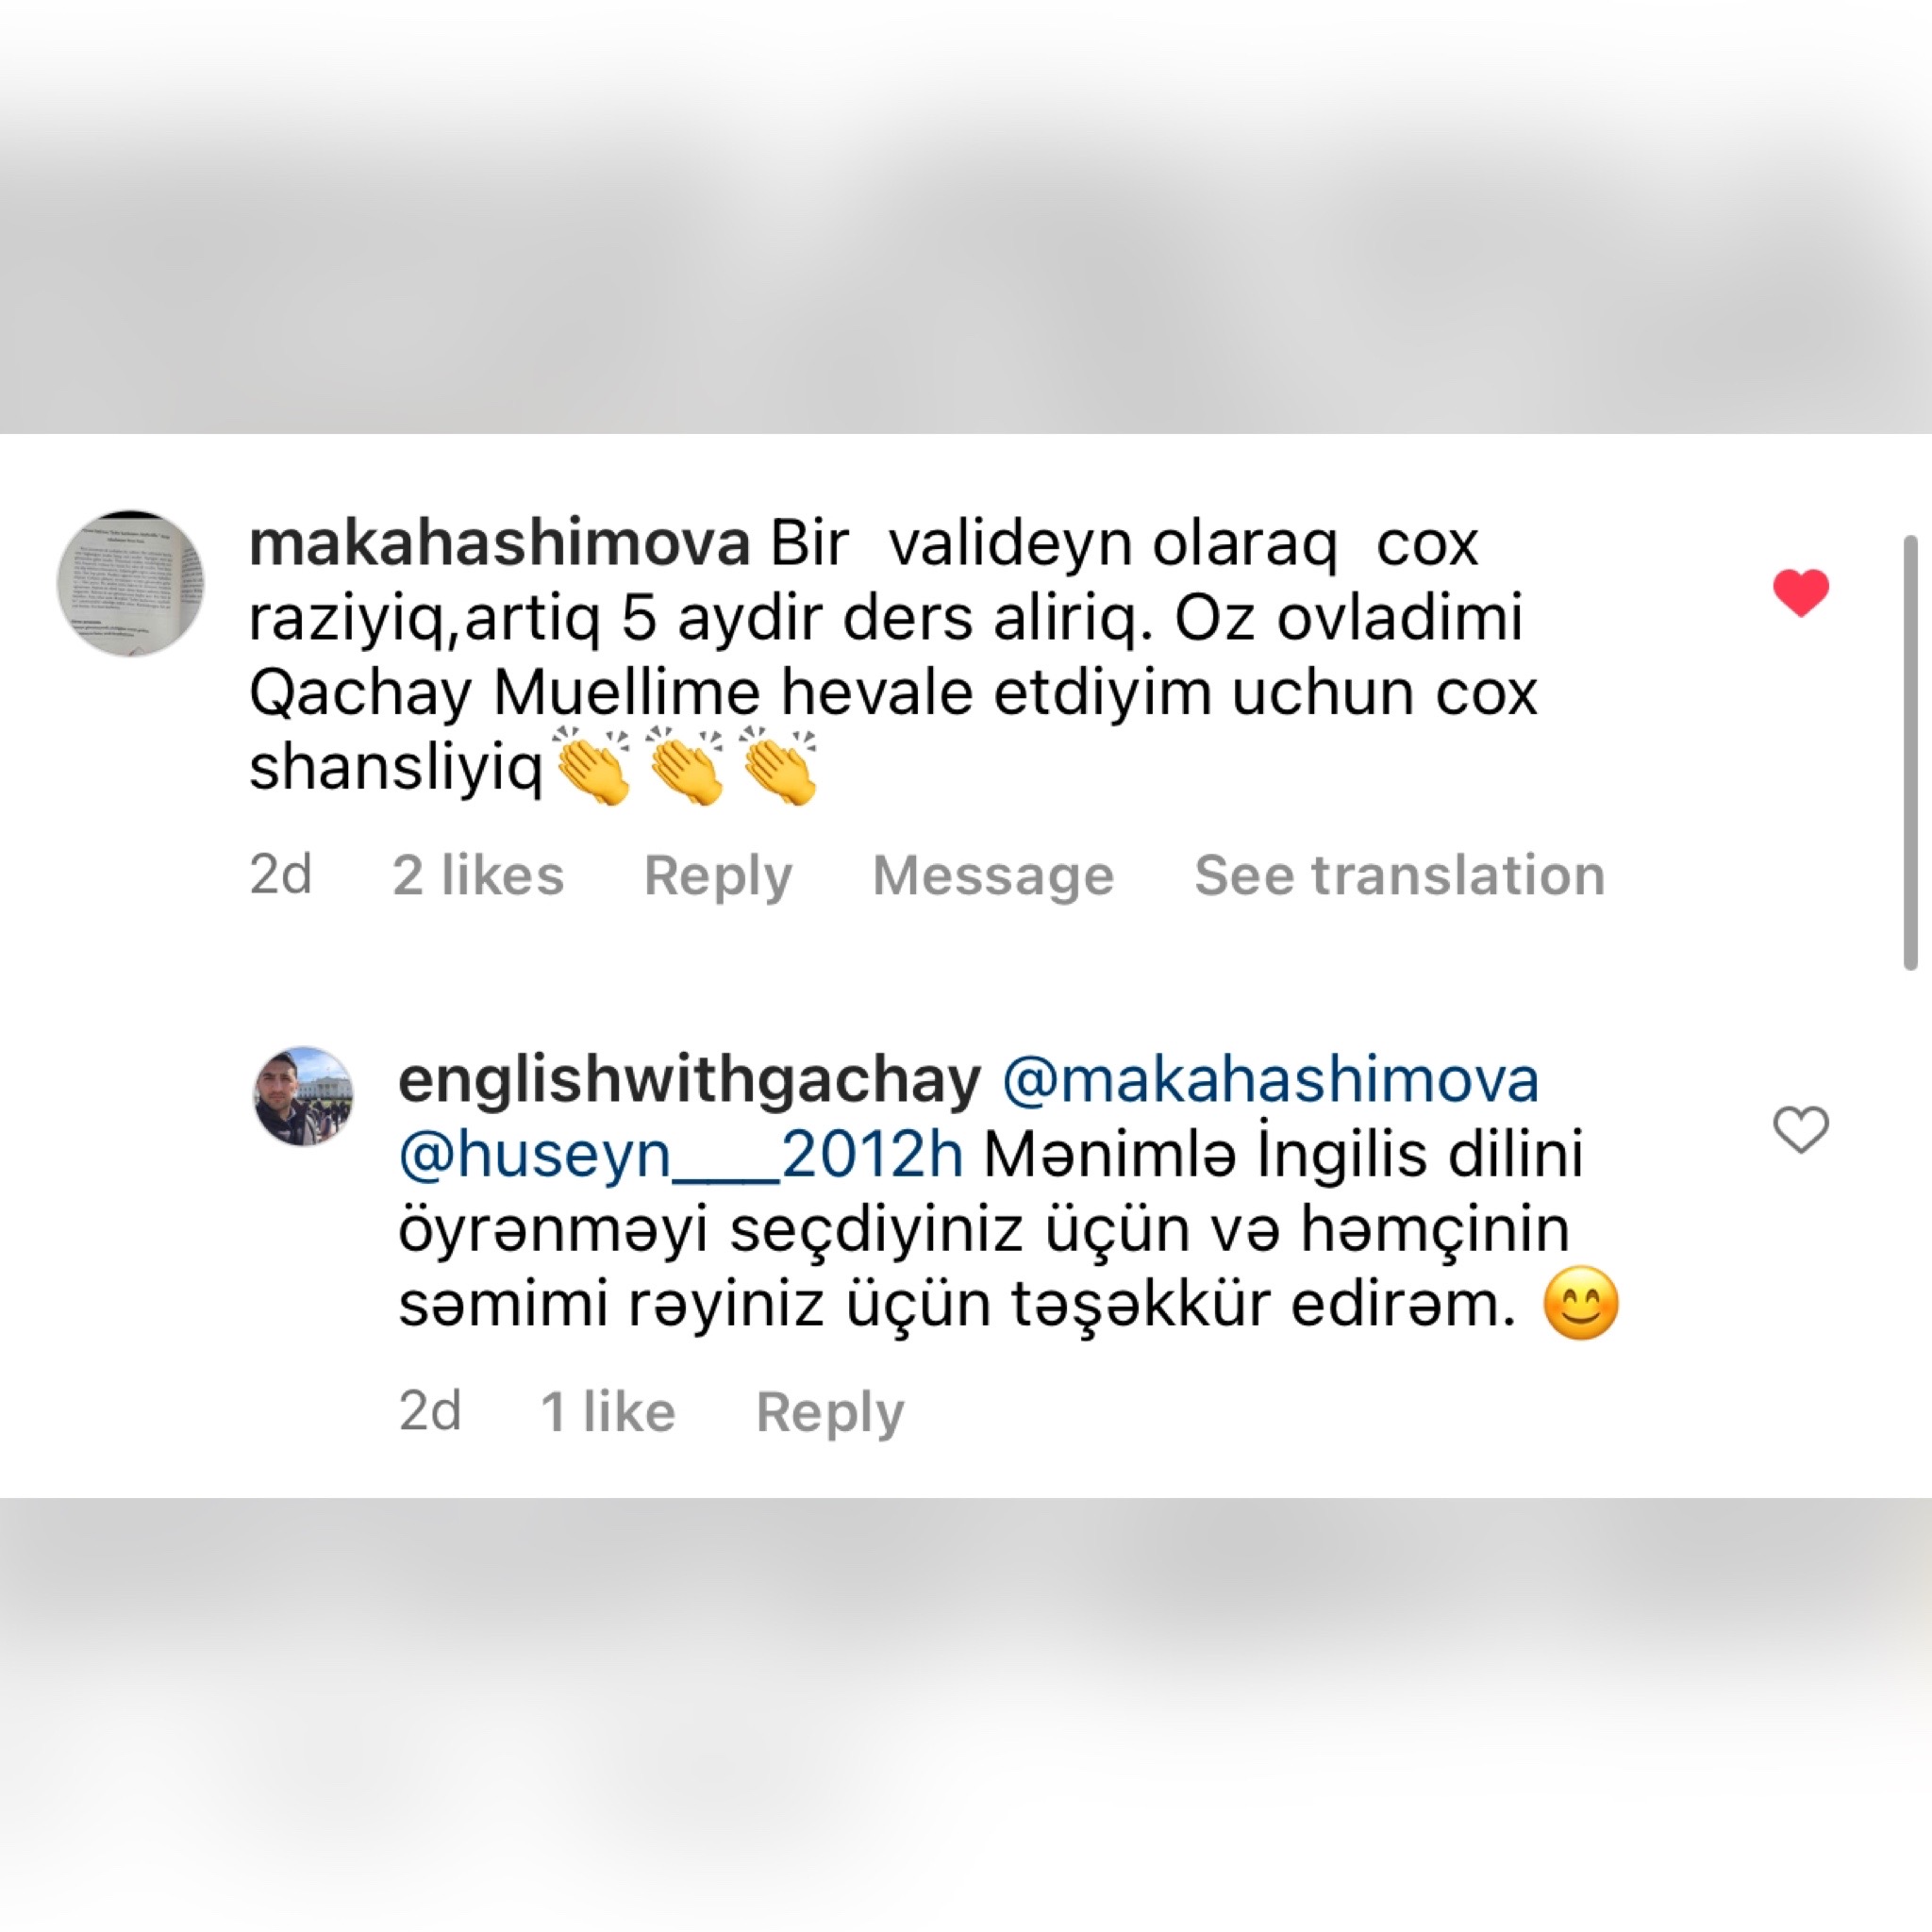 makahashimova Bir  valideyn olaraq  cox
raziyiq,artiq 5 aydir ders aliriq. Oz ovladimi
Qachay Muellime hevale etdiyim uchun cox
shansliyiq👏👏👏
2d 2 likes Reply Message See translation
englishwithgachay @makahashimova
@huseyn___2012h Mənimlə İngilis dilini
öyrənməyi seçdiyiniz üçün və həmçinin
səmimi rəyiniz üçün təşəkkür edirəm. 😊
2d 1 like Reply